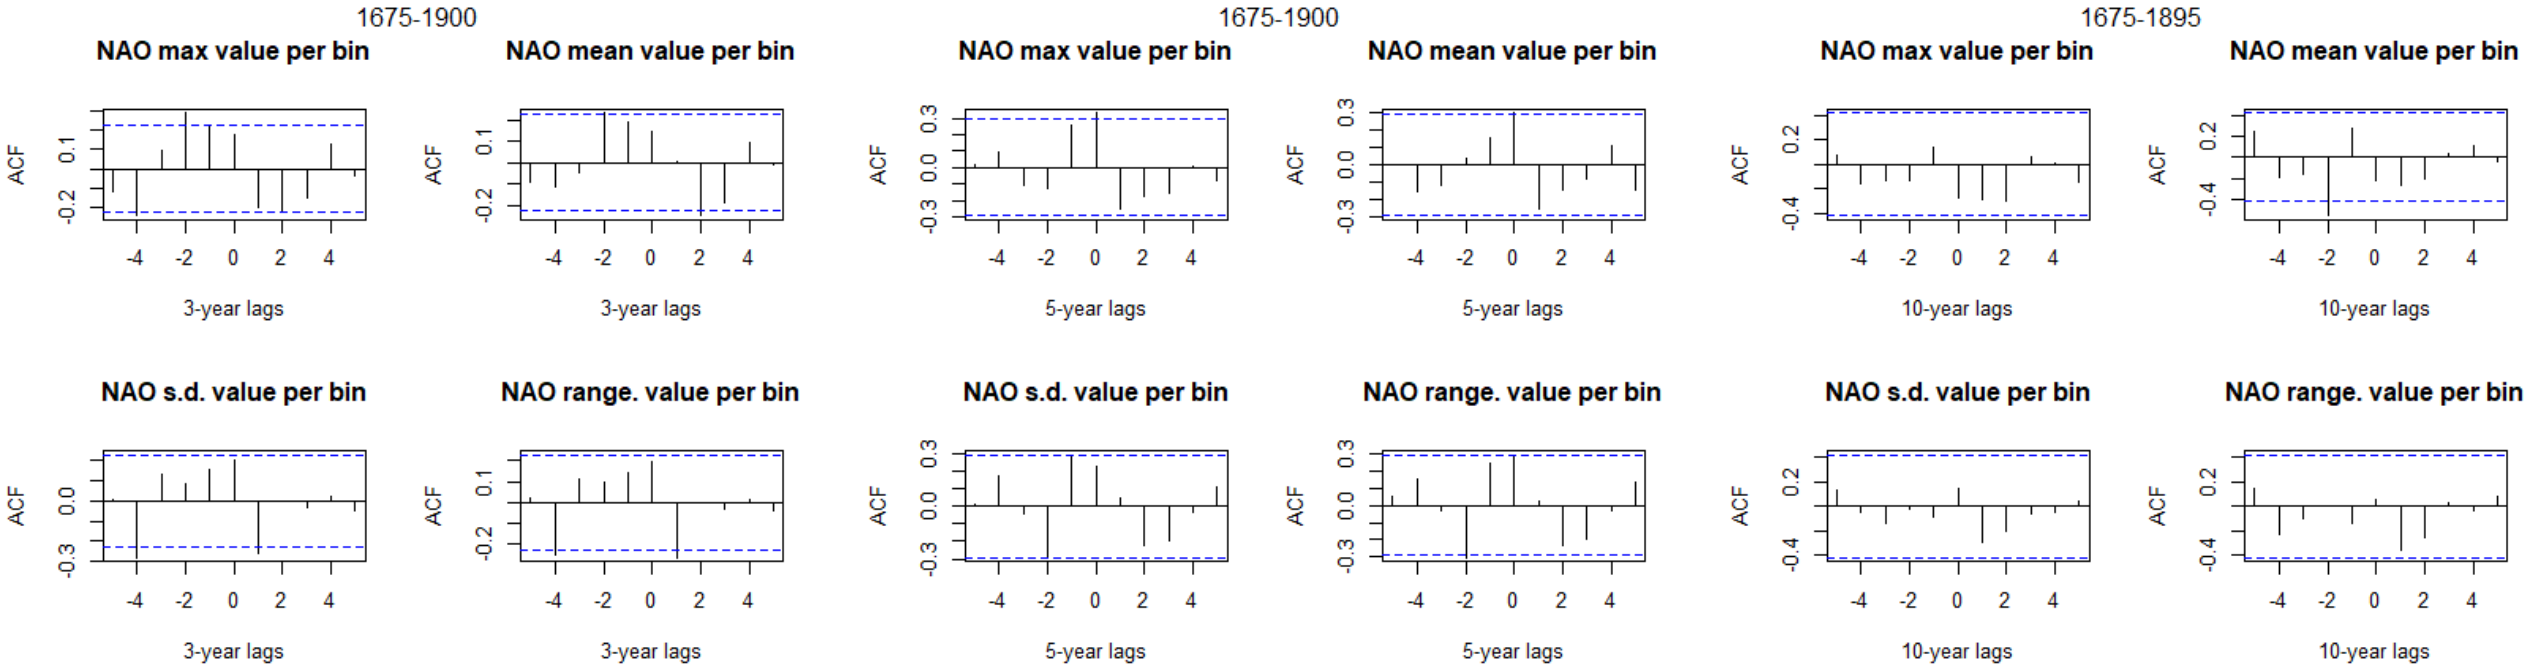 1675-1900 1675-1900 1675-1895
NAO max value per bin NAO mean value per bin NAO max value per bin NAO mean value per bin NAO max value per bin NAO mean value per bin
ACF ACF ACF ACF ACF ACF
0.1 0.1 0.3 0.3 0.2 0.2
0.0 0.0
-0.2 -0.2 -0.3 -0.3 -0.4 -0.4
-4 -2 0 2 4 -4 -2 0 2 4 -4 -2 0 2 4 -4 -2 0 2 4 -4 -2 0 2 4 -4 -2 0 2 4
3-year lags 3-year lags 5-year lags 5-year lags 10-year lags 10-year lags
NAO s.d. value per bin NAO range. value per bin NAO s.d. value per bin NAO range. value per bin NAO s.d. value per bin NAO range. value per bin
ACF ACF ACF ACF ACF ACF
0.0 0.1 0.3 0.3 0.2 0.2
0.0 0.0
-0.3 -0.2 -0.3 -0.3 -0.4 -0.4
-4 -2 0 2 4 -4 -2 0 2 4 -4 -2 0 2 4 -4 -2 0 2 4 -4 -2 0 2 4 -4 -2 0 2 4
3-year lags 3-year lags 5-year lags 5-year lags 10-year lags 10-year lags